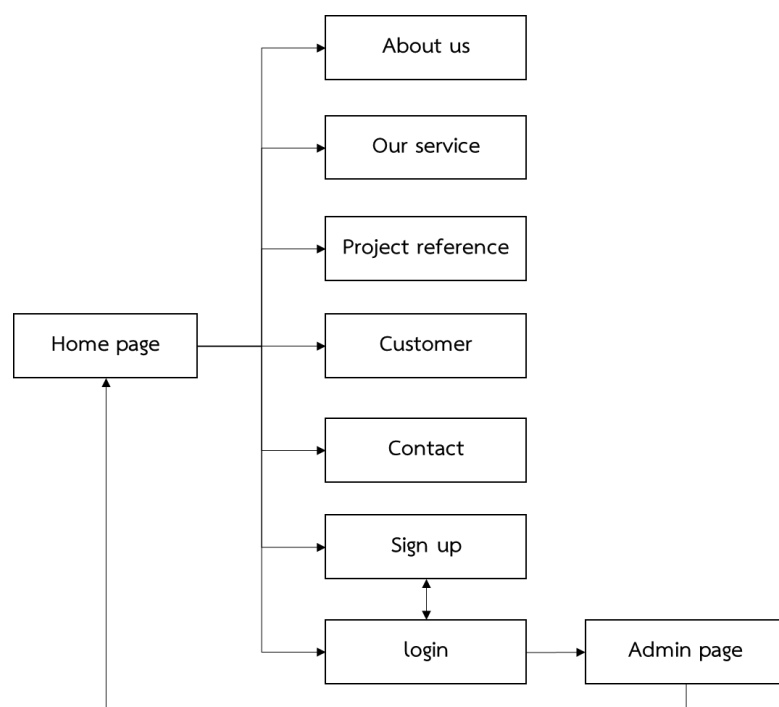 About us
Our service
Project reference
Home page
Customer
Contact
Sign up
login
Admin page